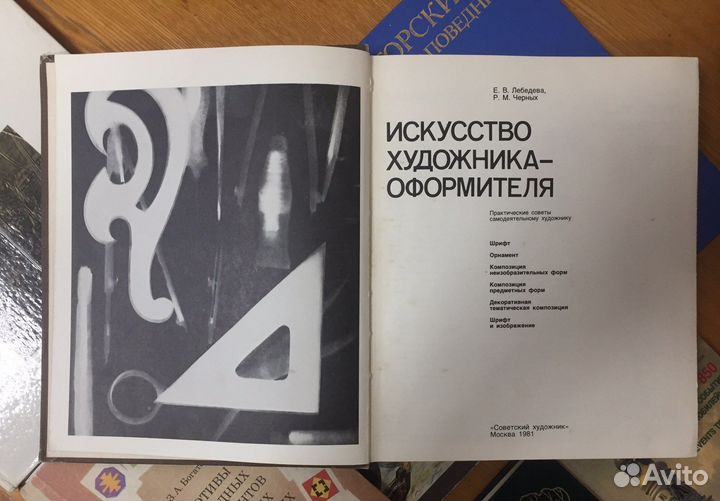 Е. В. Лебедева,
Р. М. Черных
ИСКУССТВО
ХУДОЖНИКА–
ОФОРМИТЕЛЯ
Практические советы
самодеятельному художнику
Шрифт
Орнамент
Композиция
неизобразительных форм
Композиция
предметных форм
Декоративная
тематическая композиция
Шрифт
и изображение
«Советский художник»
Москва 1981
850
Avito